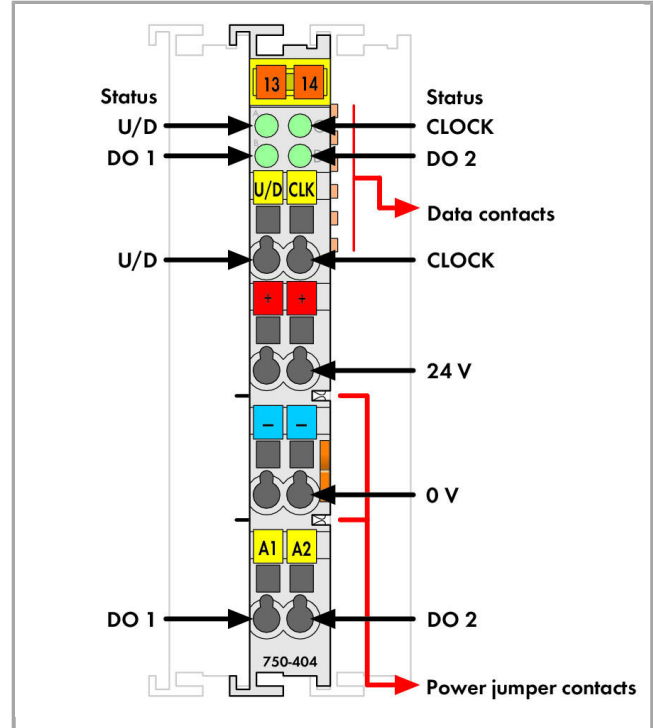 13 14
Status Status
U/D A C CLOCK
DO 1 B D DO 2
U/D CLK
Data contacts
U/D CLOCK
+ +
24 V
– –
0 V
A1 A2
DO 1 DO 2
750-404
Power jumper contacts